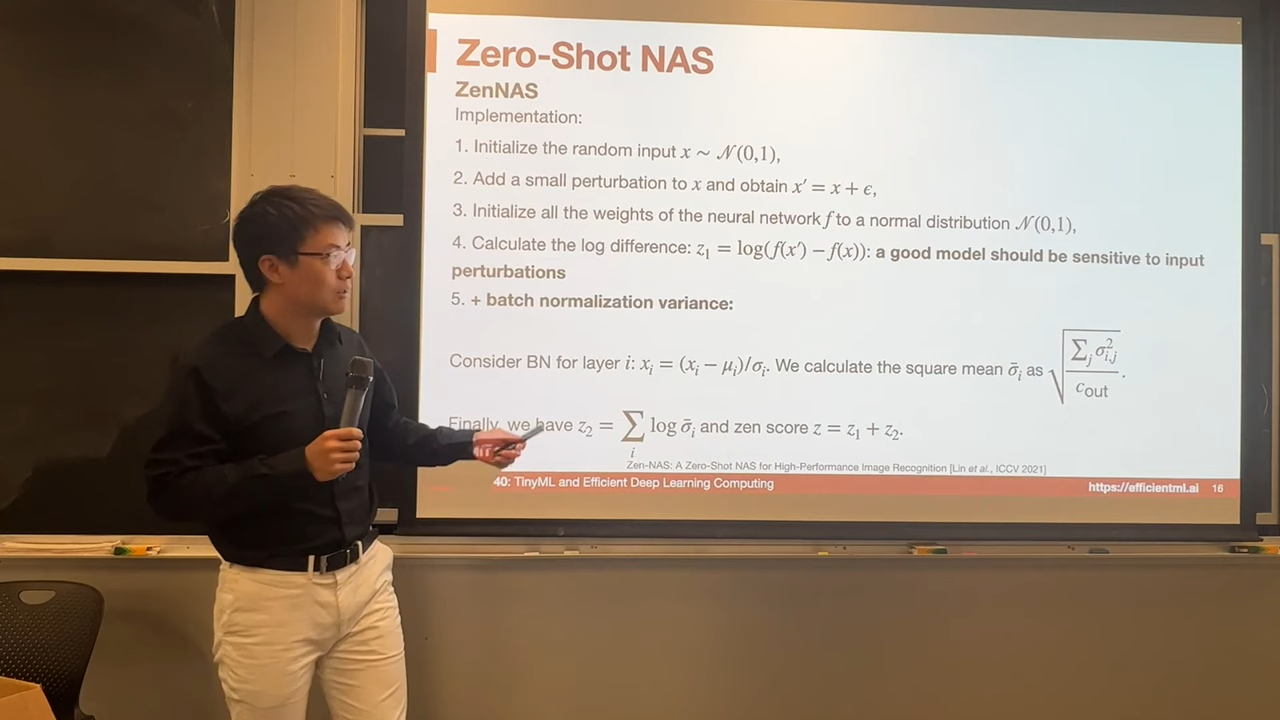 Zero-Shot NAS
ZenNAS
Implementation:
1. Initialize the random input x ~ 𝒩(0,1),
2. Add a small perturbation to x and obtain x′ = x + ϵ,
3. Initialize all the weights of the neural network f to a normal distribution 𝒩(0,1),
4. Calculate the log difference: z₁ = log(f(x′) − f(x)): a good model should be sensitive to input
perturbations
5. + batch normalization variance:
Consider BN for layer i: xᵢ = (xᵢ − μᵢ)/σᵢ. We calculate the square mean σ̄ᵢ as √(∑ⱼ σ²ᵢ,ⱼ / c_out).
Finally, we have z₂ = ∑ᵢ log σ̄ᵢ and zen score z = z₁ + z₂.
Zen-NAS: A Zero-Shot NAS for High-Performance Image Recognition [Lin et al., ICCV 2021]
40: TinyML and Efficient Deep Learning Computing
https://efficientml.ai 16